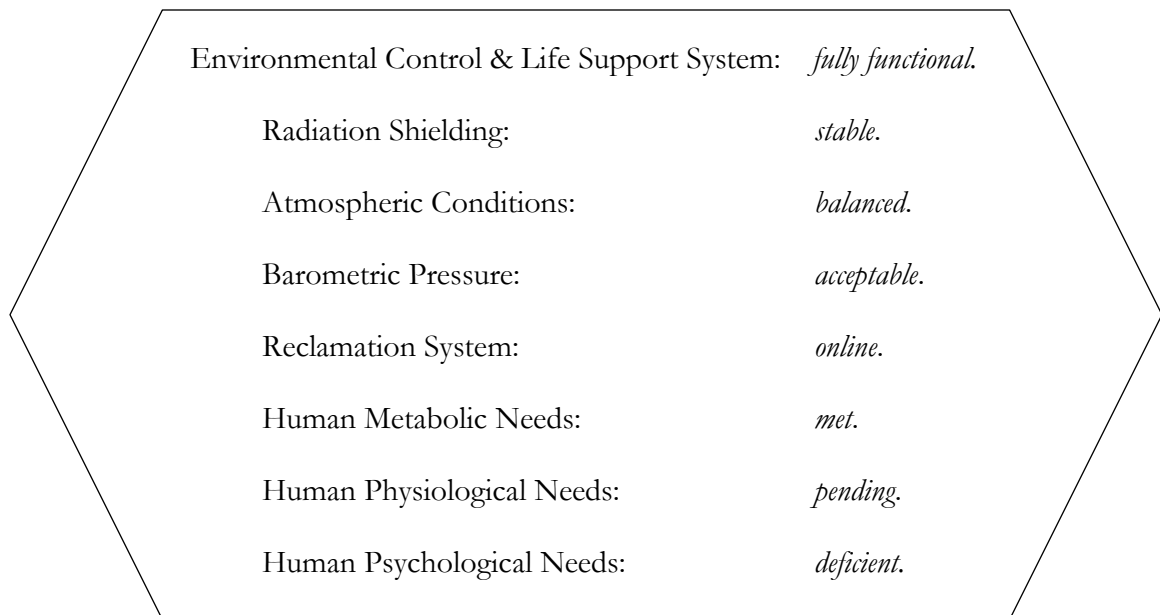 Environmental Control & Life Support System: fully functional.
Radiation Shielding: stable.
Atmospheric Conditions: balanced.
Barometric Pressure: acceptable.
Reclamation System: online.
Human Metabolic Needs: met.
Human Physiological Needs: pending.
Human Psychological Needs: deficient.